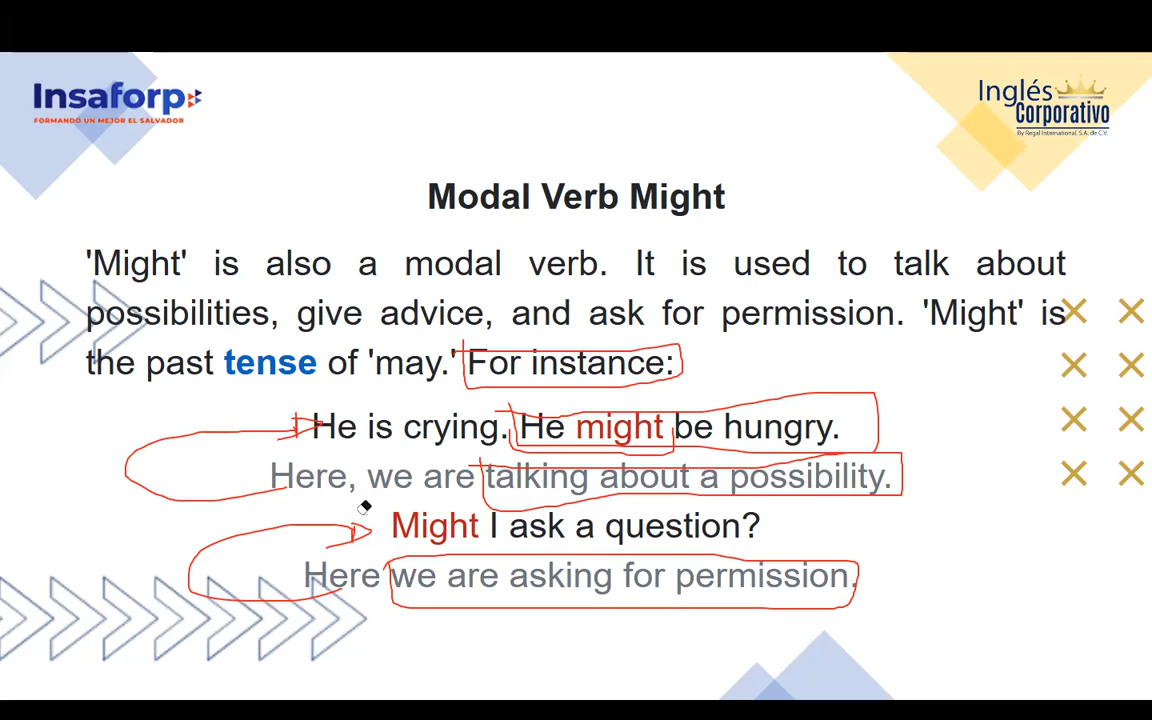 Insaforp
FORMANDO UN MEJOR EL SALVADOR
Inglés
Corporativo
By Regal International, S.A. de C.V.
Modal Verb Might
'Might' is also a modal verb. It is used to talk about
possibilities, give advice, and ask for permission. 'Might' is
the past tense of 'may.' For instance:
He is crying. He might be hungry.
Here, we are talking about a possibility.
Might I ask a question?
Here we are asking for permission.